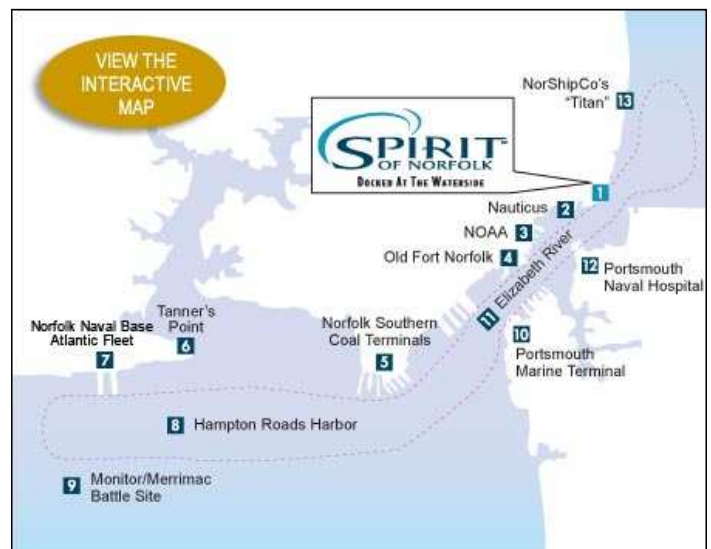 VIEW THE
INTERACTIVE
MAP
NorShipCo's
"Titan"
13
SPIRIT™
OF NORFOLK
DOCKED AT THE WATERSIDE
1
Nauticus 2
NOAA 3
Old Fort Norfolk 4
11 Elizabeth River
12 Portsmouth
Naval Hospital
Norfolk Naval Base
Atlantic Fleet
7
Tanner's
Point
6
Norfolk Southern
Coal Terminals
5
10
Portsmouth
Marine Terminal
8 Hampton Roads Harbor
9 Monitor/Merrimac
Battle Site